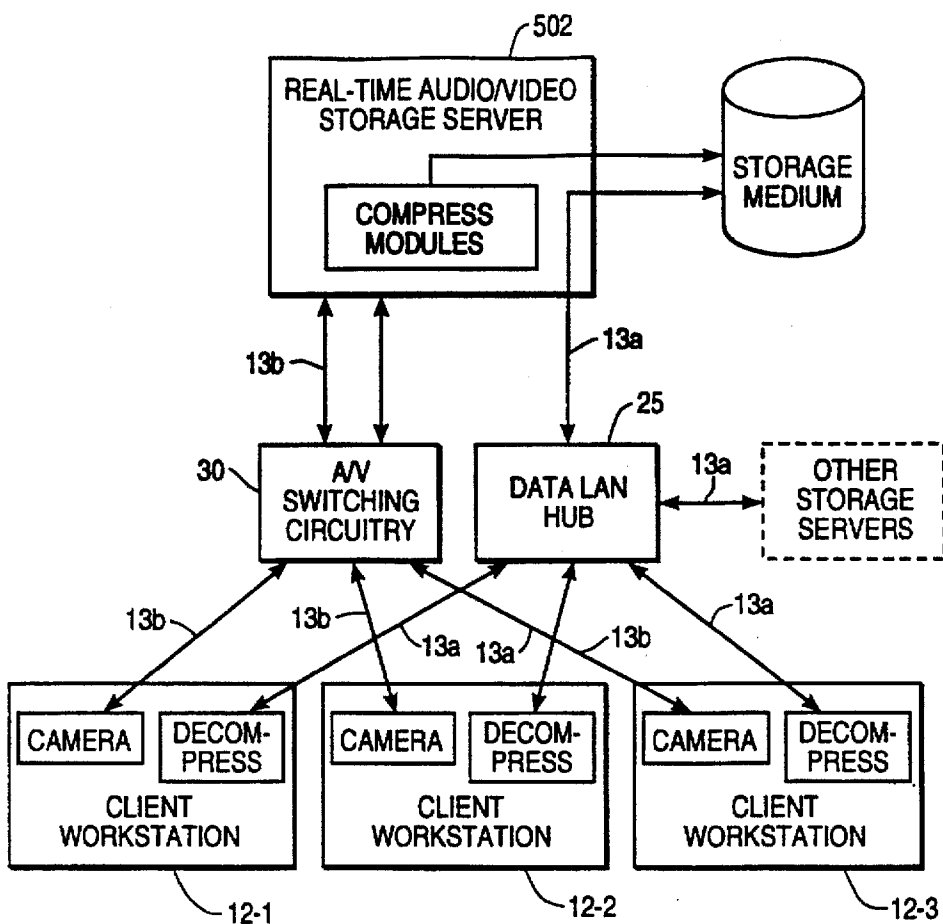 502
REAL-TIME AUDIO/VIDEO
STORAGE SERVER
COMPRESS
MODULES
STORAGE
MEDIUM
13b
13a
25
30
A/V
SWITCHING
CIRCUITRY
DATA LAN
HUB
13a
OTHER
STORAGE
SERVERS
13b
13b
13a
13a
13b
13a
CAMERA
DECOM-
PRESS
CLIENT
WORKSTATION
CAMERA
DECOM-
PRESS
CLIENT
WORKSTATION
CAMERA
DECOM-
PRESS
CLIENT
WORKSTATION
12-1
12-2
12-3